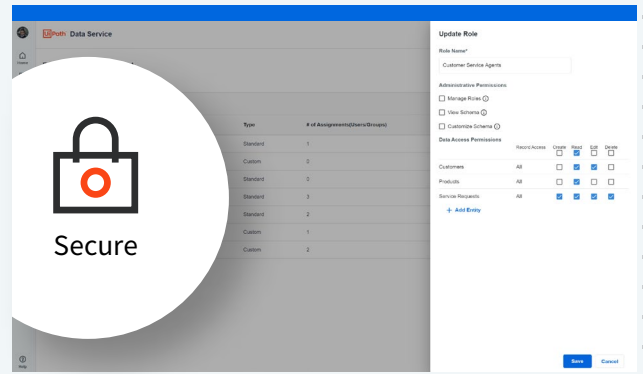 UiPath Data Service
Home
Type # of Assignments(Users/Groups)
Standard 1
Custom 0
Standard 0
Standard 3
Standard 2
Custom 1
Custom 2
Secure
Help
Update Role
Role Name*
Customer Service Agents
Administrative Permissions
Manage Roles
View Schema
Customize Schema
Data Access Permissions
Record Access Create Read Edit Delete
Customers All
Products All
Service Requests All
+ Add Entity
Save Cancel